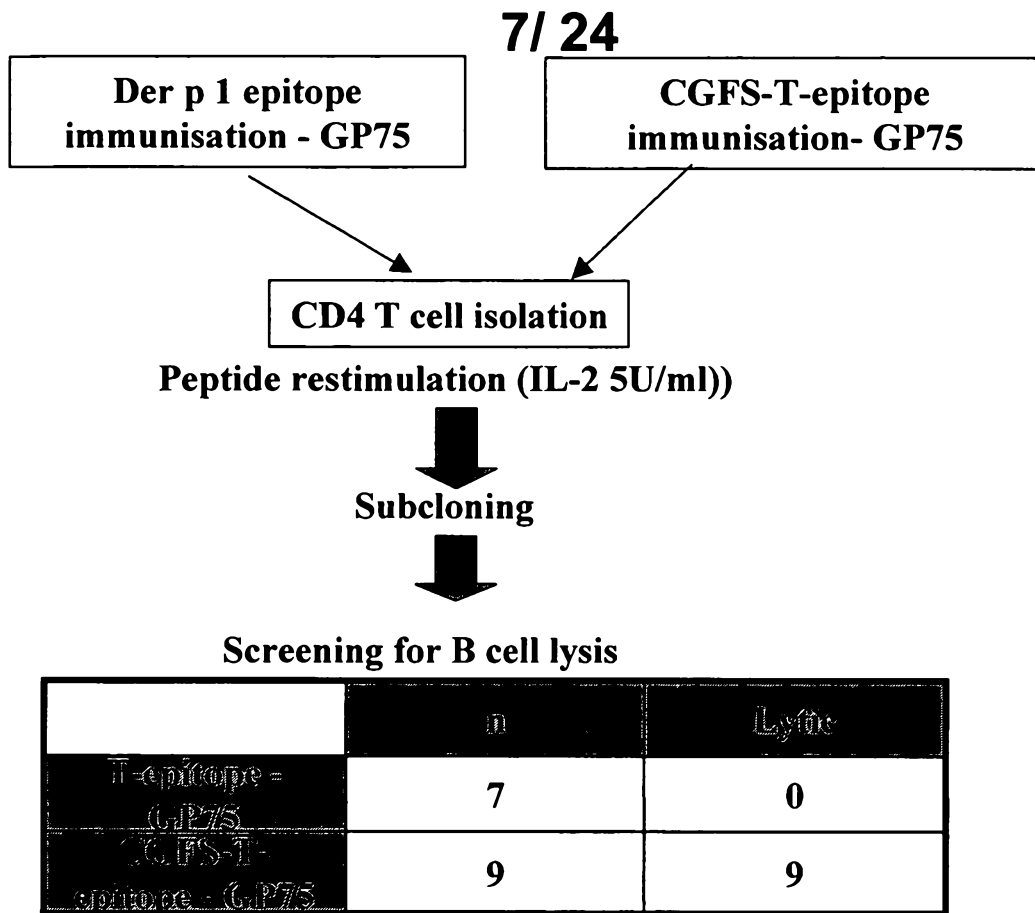 7/ 24
Der p 1 epitope
immunisation - GP75
CGFS-T-epitope
immunisation- GP75
CD4 T cell isolation
Peptide restimulation (IL-2 5U/ml))
Subcloning
Screening for B cell lysis
n Lytic
T-epitope -
GP75
7 0
CGFS-T-
epitope - GP75
9 9